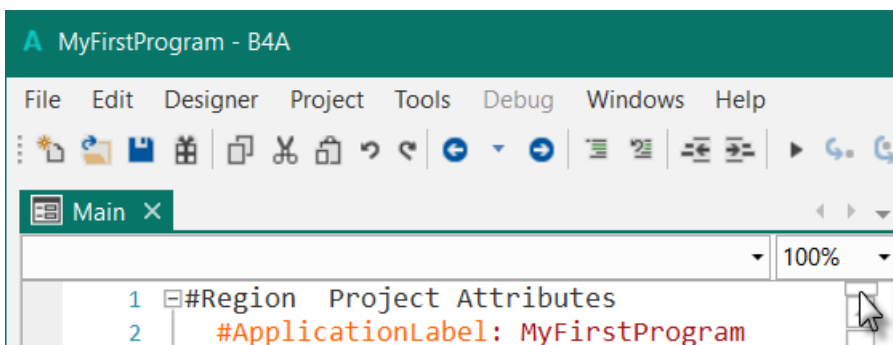 A MyFirstProgram - B4A
File Edit Designer Project Tools Debug Windows Help
Main
100%
1 #Region  Project Attributes
2 #ApplicationLabel: MyFirstProgram